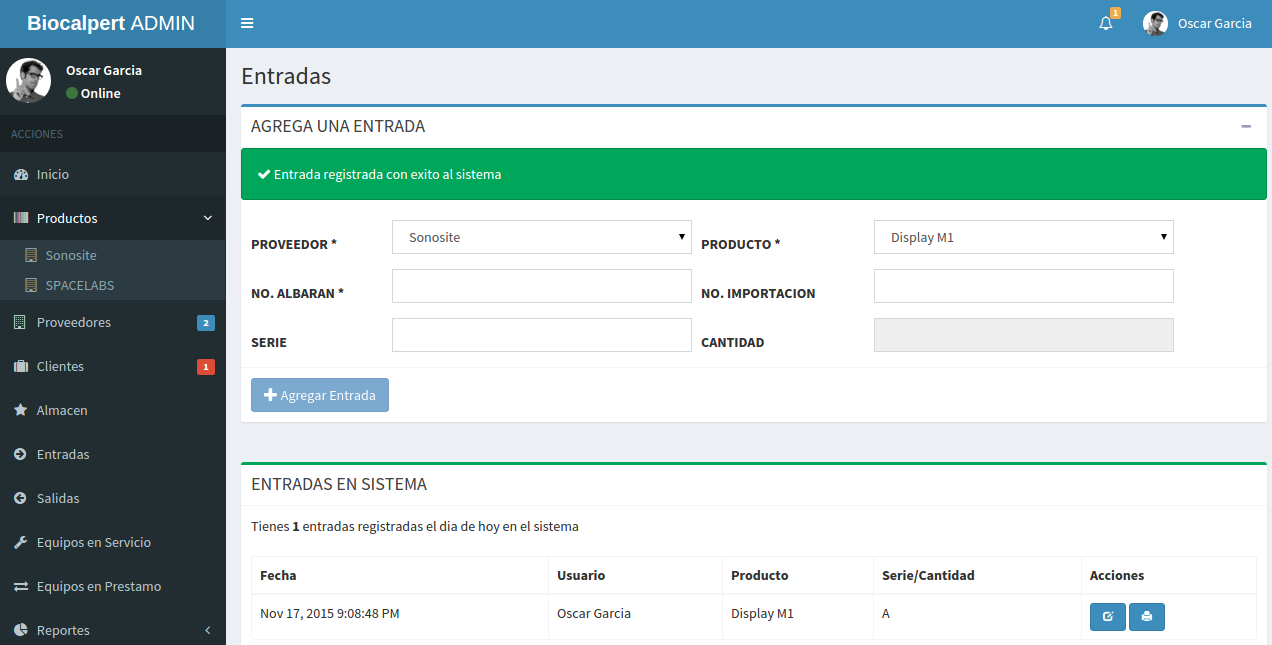 Biocalpert ADMIN
1
Oscar Garcia
Oscar Garcia
Online
ACCIONES
Inicio
Productos
Sonosite
SPACELABS
Proveedores 2
Clientes 1
Almacen
Entradas
Salidas
Equipos en Servicio
Equipos en Prestamo
Reportes
Entradas
AGREGA UNA ENTRADA
Entrada registrada con exito al sistema
PROVEEDOR * Sonosite PRODUCTO * Display M1
NO. ALBARAN * NO. IMPORTACION
SERIE CANTIDAD
Agregar Entrada
ENTRADAS EN SISTEMA
Tienes 1 entradas registradas el dia de hoy en el sistema
Fecha Usuario Producto Serie/Cantidad Acciones
Nov 17, 2015 9:08:48 PM Oscar Garcia Display M1 A